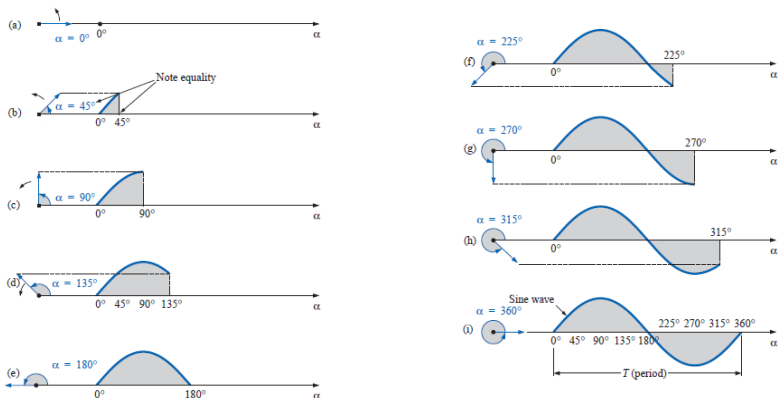 (a)
α = 0°
0°
α
(b)
α = 45°
Note equality
0° 45°
α
(c)
α = 90°
0° 90°
α
(d)
α = 135°
0° 45° 90° 135°
α
(e)
α = 180°
0° 180°
α
(f)
α = 225°
0°
225°
α
(g)
α = 270°
0°
270°
α
(h)
α = 315°
0°
315°
α
(i)
α = 360°
Sine wave
0° 45° 90° 135° 180°
225° 270° 315° 360°
α
T (period)